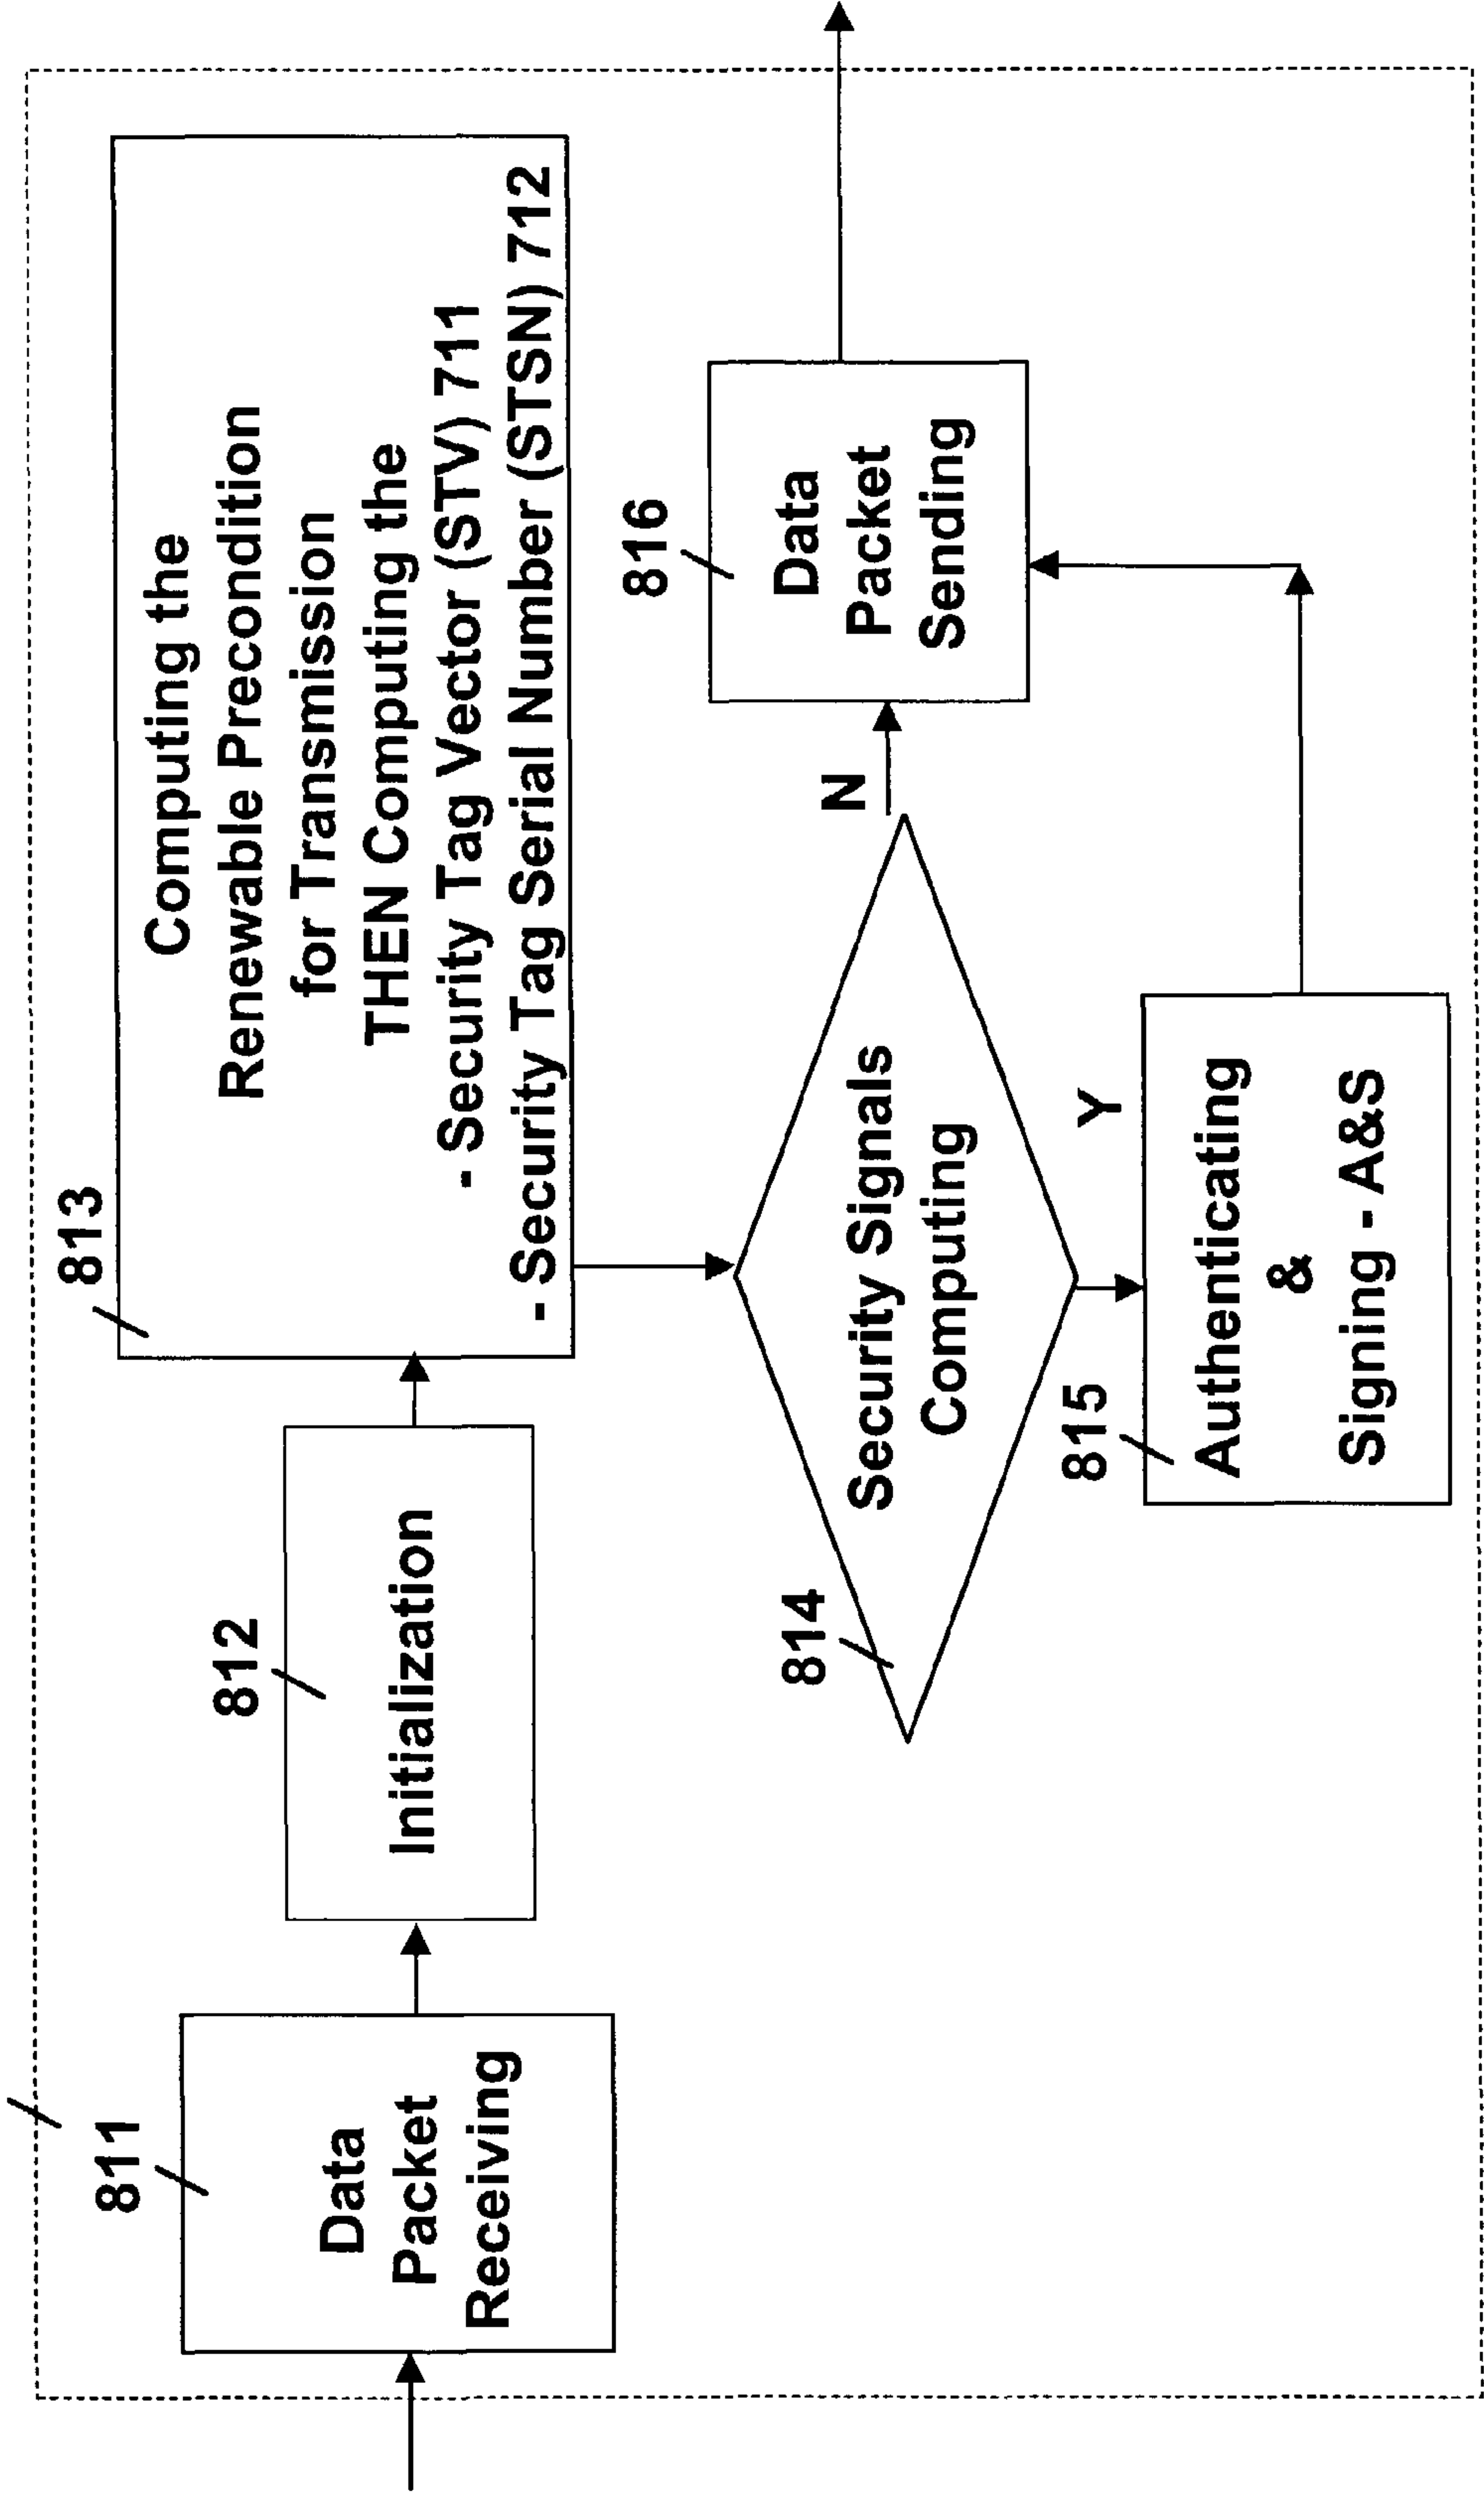 811
Data
Packet
Receiving
812
Initialization
813
Computing the
Renewable Precondition
for Transmission
THEN Computing the
- Security Tag Vector (STV) 711
- Security Tag Serial Number (STSN) 712
814
Security Signals
Computing
N
Y
815
Authenticating
&
Signing - A&S
816
Data
Packet
Sending